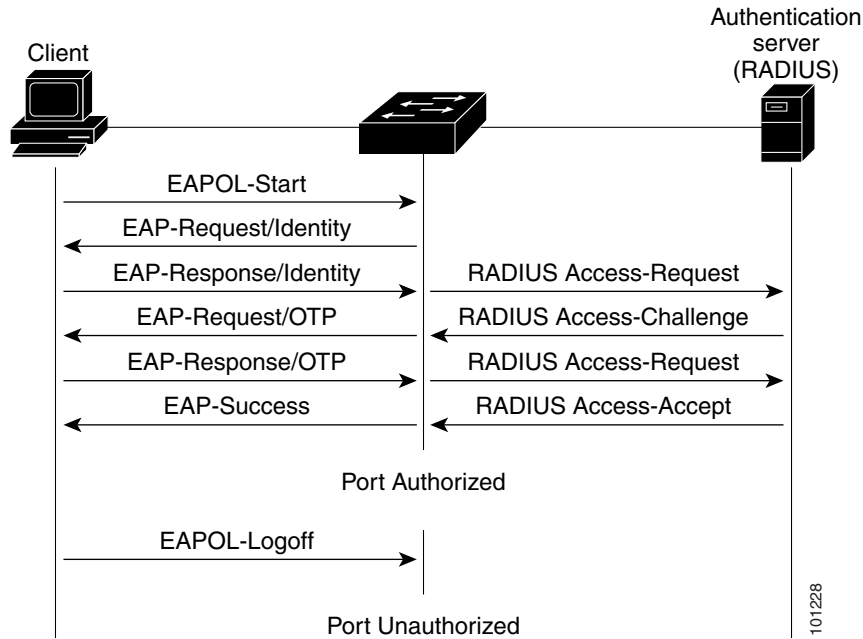 Client
Authentication
server
(RADIUS)
EAPOL-Start
EAP-Request/Identity
EAP-Response/Identity
RADIUS Access-Request
EAP-Request/OTP
RADIUS Access-Challenge
EAP-Response/OTP
RADIUS Access-Request
EAP-Success
RADIUS Access-Accept
Port Authorized
EAPOL-Logoff
Port Unauthorized
101228